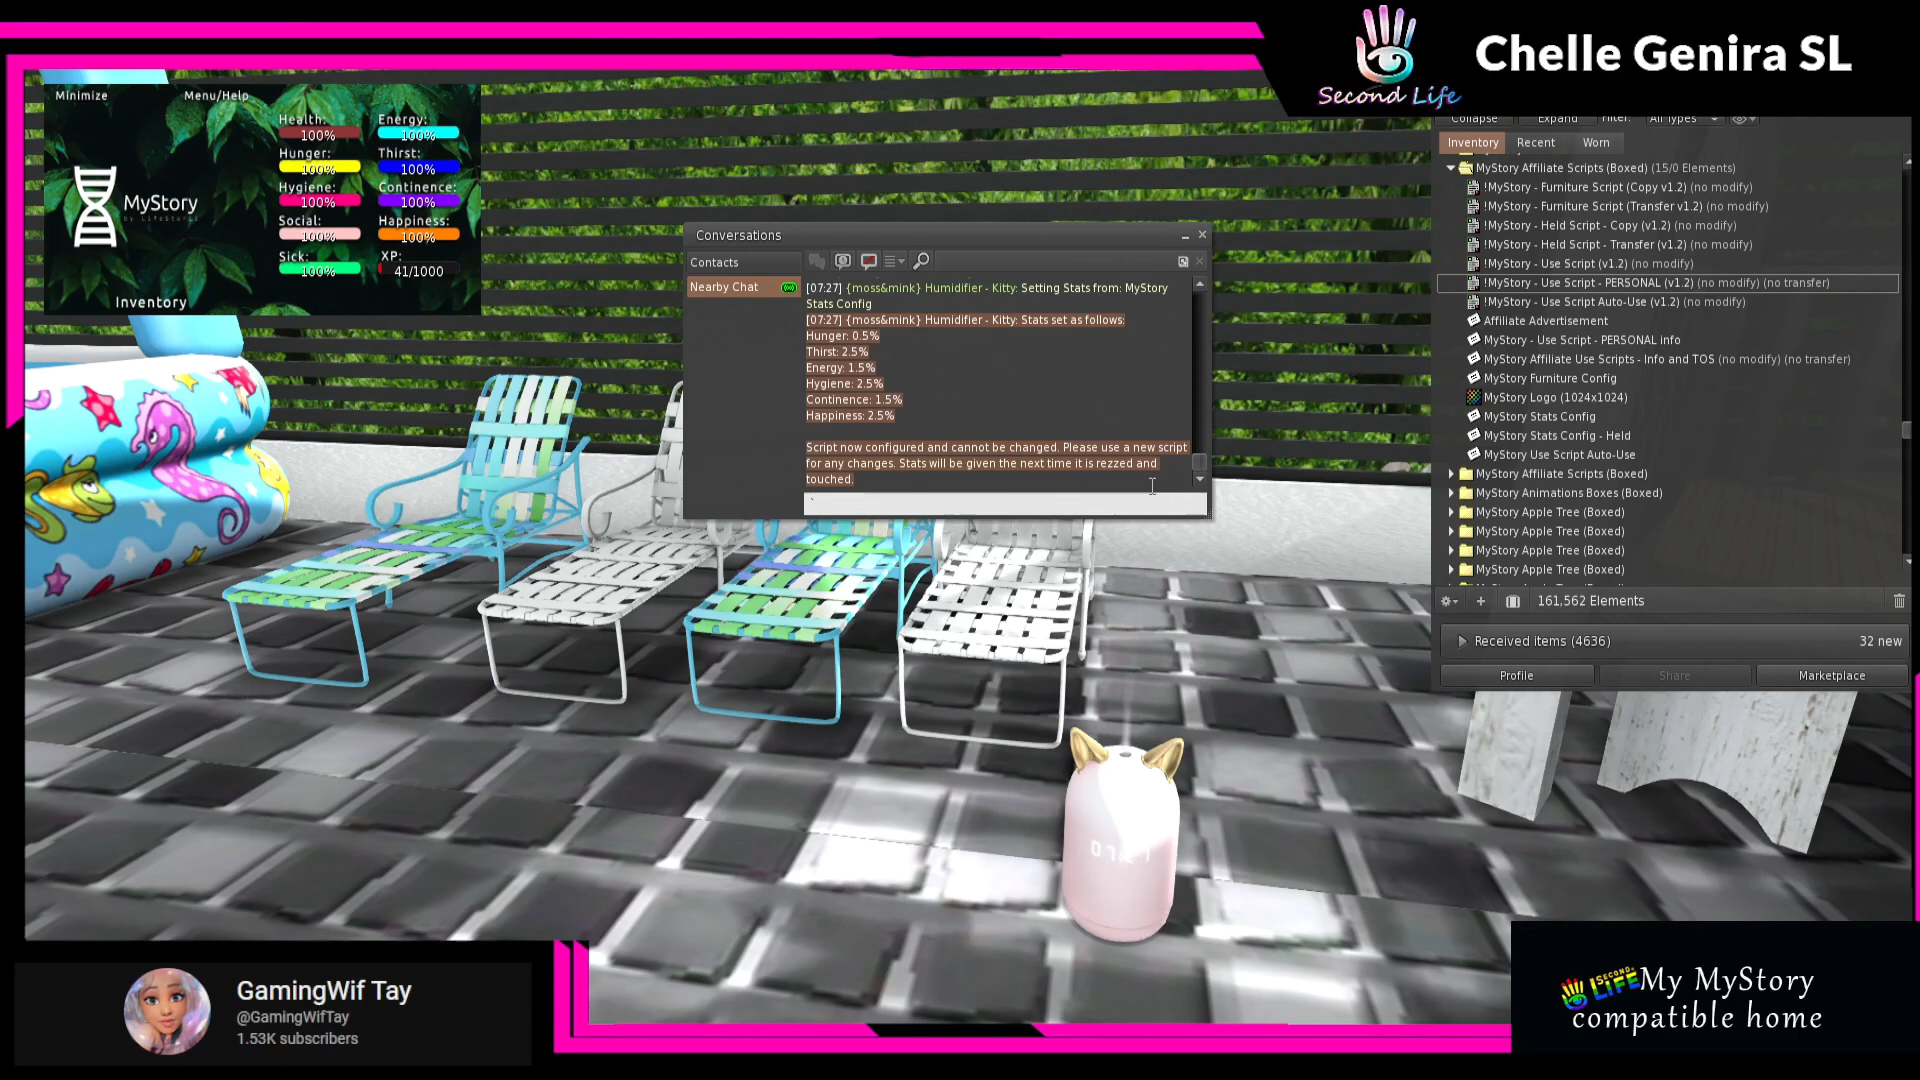 Second Life
Chelle Genira SL
Minimize
Menu/Help
Health:
100%
Energy:
100%
Hunger:
100%
Thirst:
100%
Hygiene:
100%
Continence:
100%
Social:
100%
Happiness:
100%
Sick:
100%
XP:
41/1000
MyStory
Inventory
Conversations
Contacts
Nearby Chat
[07:27] {moss&mink} Humidifier - Kitty: Setting Stats from: MyStory
Stats Config
[07:27] {moss&mink} Humidifier - Kitty: Stats set as follows:
Hunger: 0.5%
Thirst: 2.5%
Energy: 1.5%
Hygiene: 2.5%
Continence: 1.5%
Happiness: 2.5%
Script now configured and cannot be changed. Please use a new script
for any changes. Stats will be given the next time it is rezzed and
touched.
Collapse
Expand
Filter:
All Types
Inventory
Recent
Worn
MyStory Affiliate Scripts (Boxed) (15/0 Elements)
!MyStory - Furniture Script (Copy v1.2) (no modify)
!MyStory - Furniture Script (Transfer v1.2) (no modify)
!MyStory - Held Script - Copy (v1.2) (no modify)
!MyStory - Held Script - Transfer (v1.2) (no modify)
!MyStory - Use Script (v1.2) (no modify)
!MyStory - Use Script - PERSONAL (v1.2) (no modify) (no transfer)
!MyStory - Use Script Auto-Use (v1.2) (no modify)
Affiliate Advertisement
MyStory - Use Script - PERSONAL info
MyStory Affiliate Use Scripts - Info and TOS (no modify) (no transfer)
MyStory Furniture Config
MyStory Logo (1024x1024)
MyStory Stats Config
MyStory Stats Config - Held
MyStory Use Script Auto-Use
MyStory Affiliate Scripts (Boxed)
MyStory Animations Boxes (Boxed)
MyStory Apple Tree (Boxed)
MyStory Apple Tree (Boxed)
MyStory Apple Tree (Boxed)
MyStory Apple Tree (Boxed)
161,562 Elements
Received items (4636)
32 new
Profile
Share
Marketplace
GamingWif Tay
@GamingWifTay
1.53K subscribers
SECOND LIFE
My MyStory
compatible home